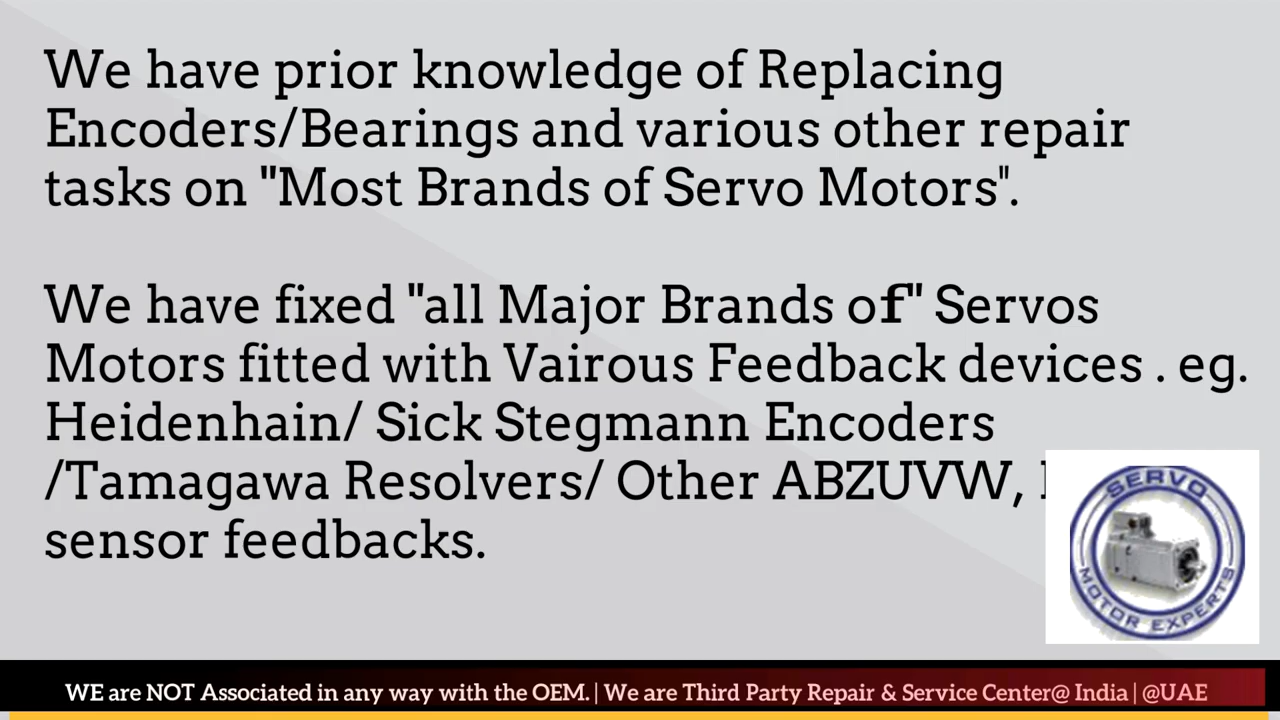 We have prior knowledge of Replacing
Encoders/Bearings and various other repair
tasks on "Most Brands of Servo Motors".
We have fixed "all Major Brands of" Servos
Motors fitted with Vairous Feedback devices . eg.
Heidenhain/ Sick Stegmann Encoders
/Tamagawa Resolvers/ Other ABZUVW,
sensor feedbacks.
SERVO
MOTOR EXPERTS
WE are NOT Associated in any way with the OEM. | We are Third Party Repair & Service Center@ India | @UAE